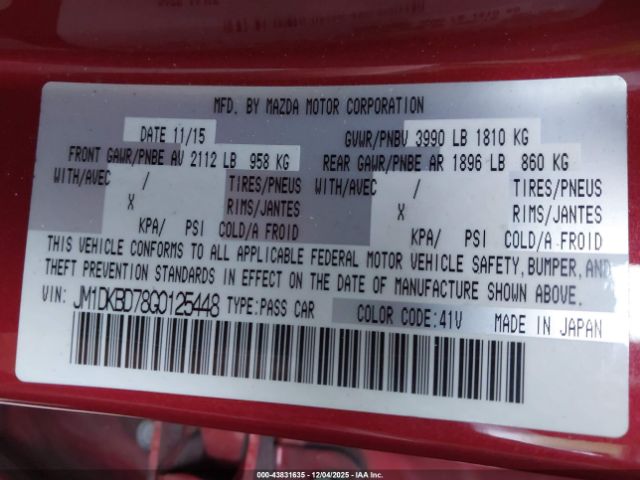 MFD. BY MAZDA MOTOR CORPORATION
DATE 11/15 GVWR/PNBV 3990 LB 1810 KG
FRONT GAWR/PNBE AV 2112 LB 958 KG REAR GAWR/PNBE AR 1896 LB 860 KG
WITH/AVEC / TIRES/PNEUS WITH/AVEC / TIRES/PNEUS
X RIMS/JANTES X RIMS/JANTES
KPA/ PSI COLD/A FROID KPA/ PSI COLD/A FROID
THIS VEHICLE CONFORMS TO ALL APPLICABLE FEDERAL MOTOR VEHICLE SAFETY, BUMPER, AND
THEFT PREVENTION STANDARDS IN EFFECT ON THE DATE OF MANUFACTURE SHOWN ABOVE.
VIN: JM1DKBD78G0125448 TYPE:PASS CAR COLOR CODE:41V MADE IN JAPAN
000-43831635 - 12/04/2025 - IAAI.COM